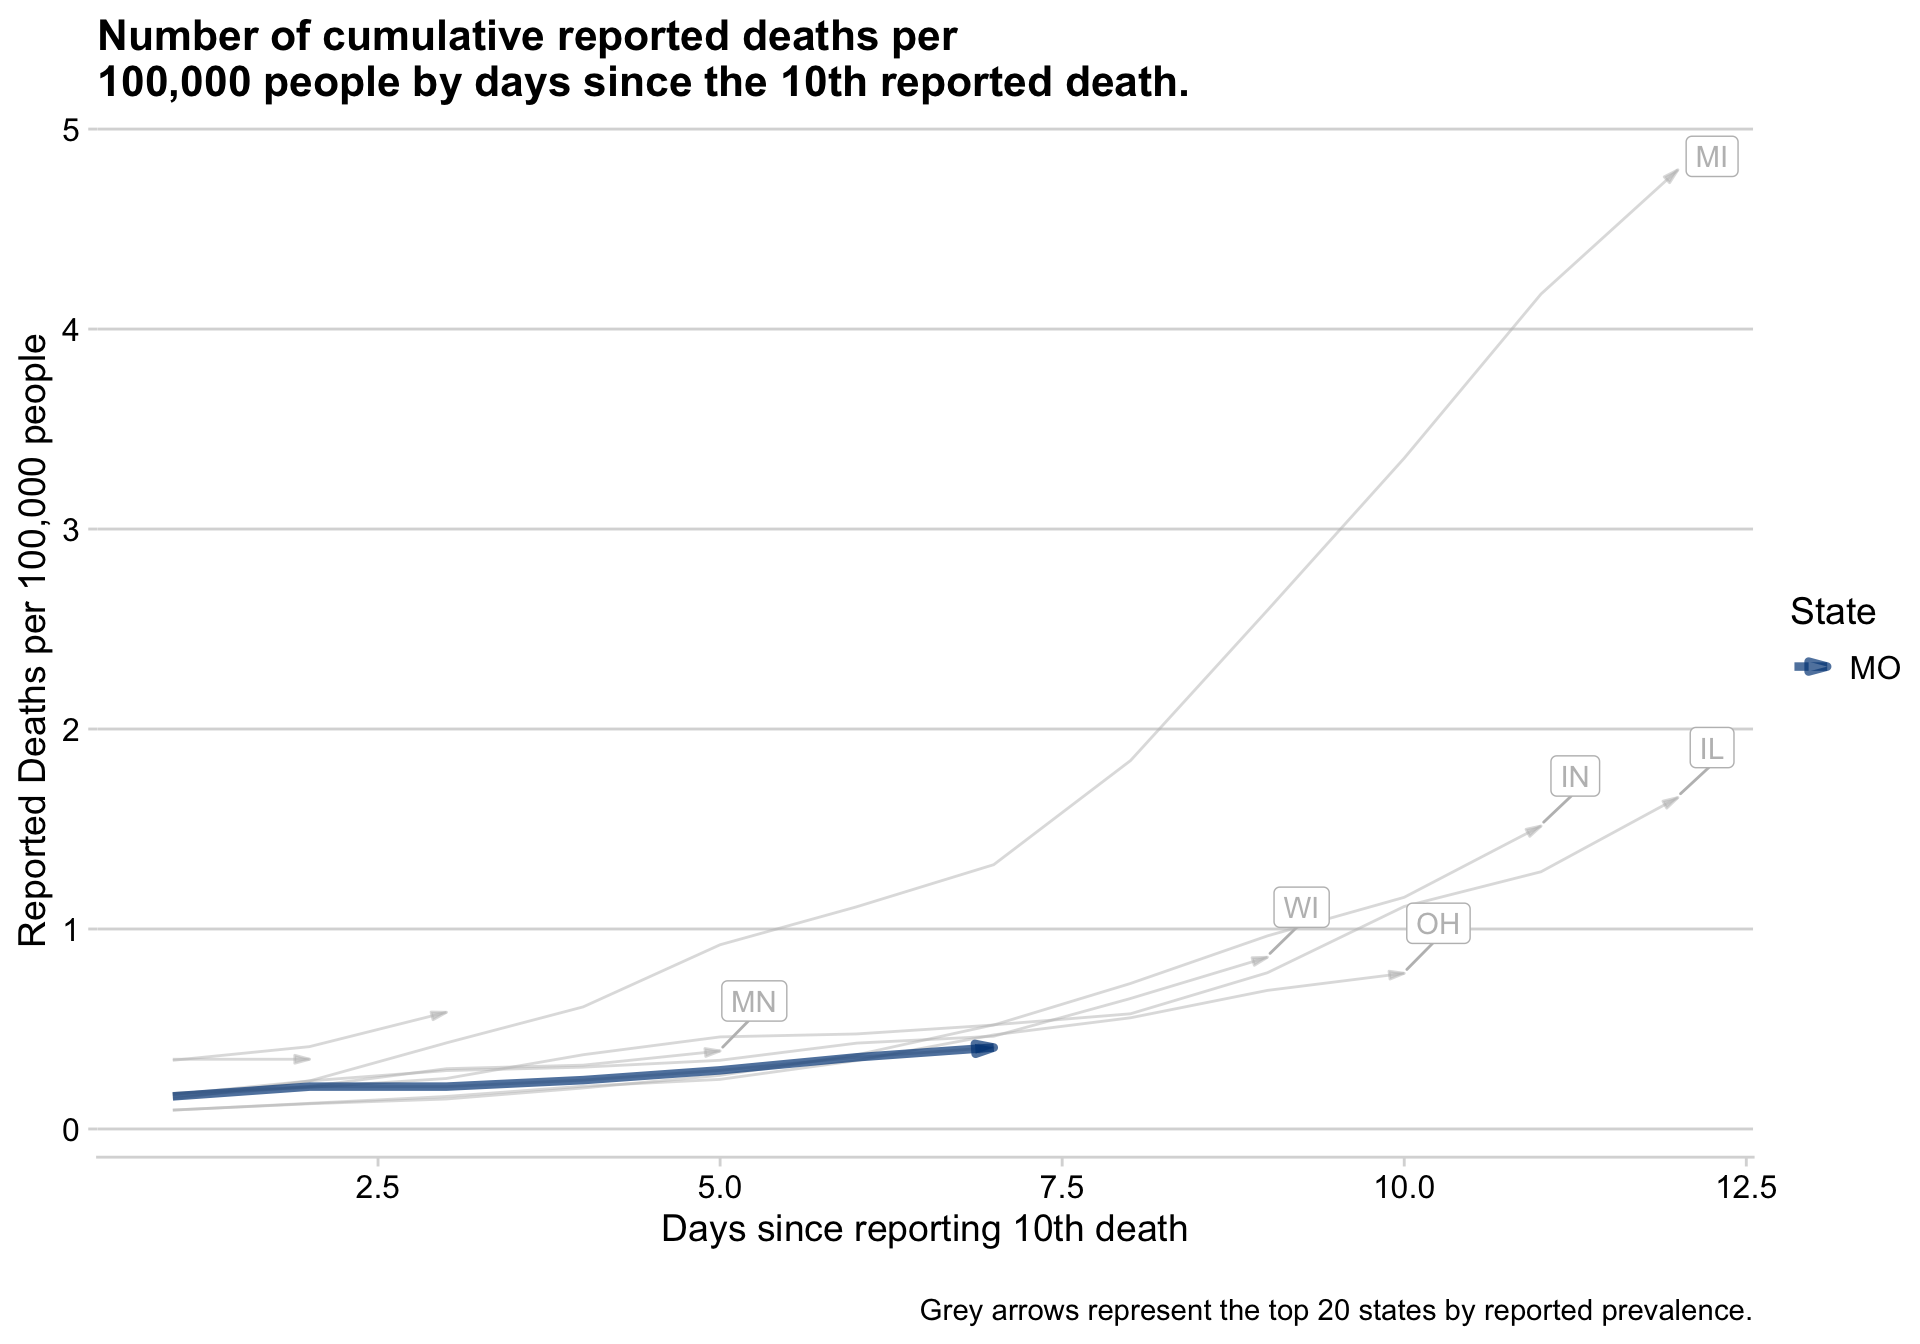 Number of cumulative reported deaths per
100,000 people by days since the 10th reported death.
Reported Deaths per 100,000 people
5
4
3
2
1
0
MI
IL
IN
WI
OH
MN
State
MO
2.5
5.0
7.5
10.0
12.5
Days since reporting 10th death
Grey arrows represent the top 20 states by reported prevalence.